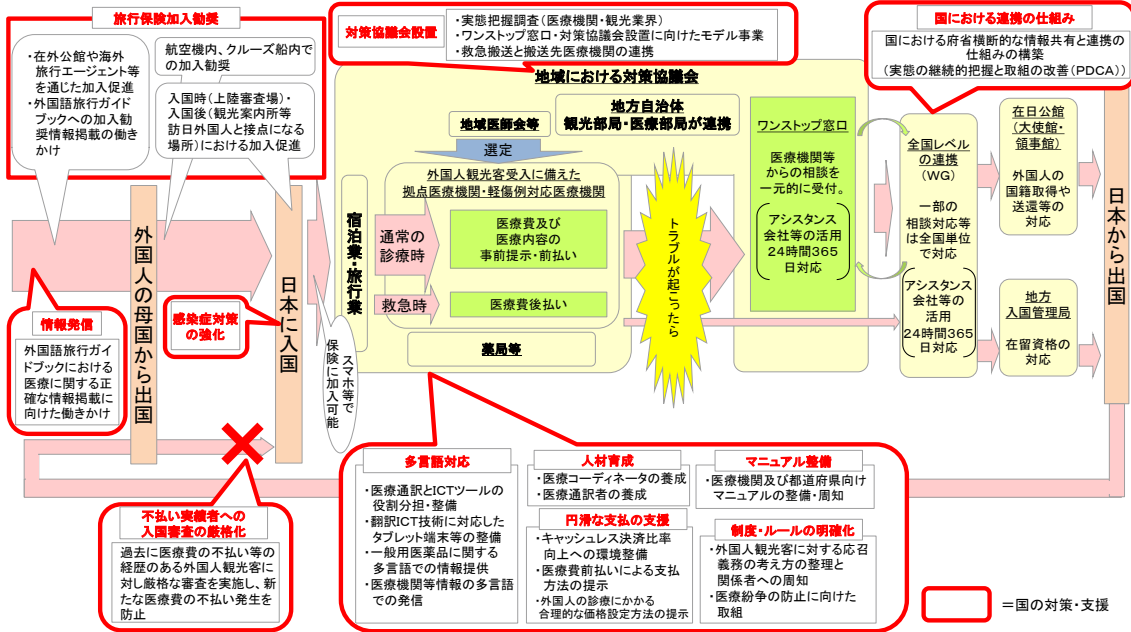 旅行保険加入勧奨
・在外公館や海外
旅行エージェント等
を通じた加入促進
・外国語旅行ガイド
ブックへの加入勧
奨情報掲載の働き
かけ
航空機内、クルーズ船内で
の加入勧奨
入国時(上陸審査場)・
入国後(観光案内所等
訪日外国人と接点になる
場所)における加入促進
対策協議会設置
・実態把握調査(医療機関・観光業界)
・ワンストップ窓口・対策協議会設置に向けたモデル事業
・救急搬送と搬送先医療機関の連携
国における連携の仕組み
国における府省横断的な情報共有と連携の
仕組みの構築
(実態の継続的把握と取組の改善(PDCA))
地域における対策協議会
地域医師会等
地方自治体
観光部局・医療部局が連携
選定
外国人観光客受入に備えた
拠点医療機関・軽傷例対応医療機関
通常の
診療時
医療費及び
医療内容の
事前提示・前払い
救急時
医療費後払い
薬局等
宿泊業・旅行業
トラブルが起こったら
ワンストップ窓口
医療機関等
からの相談を
一元的に受付。
アシスタンス
会社等の活用
24時間365
日対応
全国レベル
の連携
(WG)
一部の
相談対応等
は全国単位
で対応
アシスタンス
会社等の
活用
24時間365
日対応
在日公館
(大使館・
領事館)
外国人の
国籍取得や
送還等の
対応
地方
入国管理局
在留資格の
対応
日本から出国
外国人の母国から出国
日本に入国
スマホ等で
保険に加入可能
情報発信
外国語旅行ガイ
ドブックにおける
医療に関する正
確な情報掲載に
向けた働きかけ
感染症対策
の強化
不払い実績者への
入国審査の厳格化
過去に医療費の不払い等の
経歴のある外国人観光客に
対し厳格な審査を実施し、新
たな医療費の不払い発生を
防止
多言語対応
・医療通訳とICTツールの
役割分担・整備
・翻訳ICT技術に対応した
タブレット端末等の整備
・一般用医薬品に関する
多言語での情報提供
・医療機関等情報の多言語
での発信
人材育成
・医療コーディネータの養成
・医療通訳者の養成
円滑な支払の支援
・キャッシュレス決済比率
向上への環境整備
・医療費前払いによる支払
方法の提示
・外国人の診療にかかる
合理的な価格設定方法の提示
マニュアル整備
・医療機関及び都道府県向け
マニュアルの整備・周知
制度・ルールの明確化
・外国人観光客に対する応召
義務の考え方の整理と
関係者への周知
・医療紛争の防止に向けた
取組
=国の対策・支援